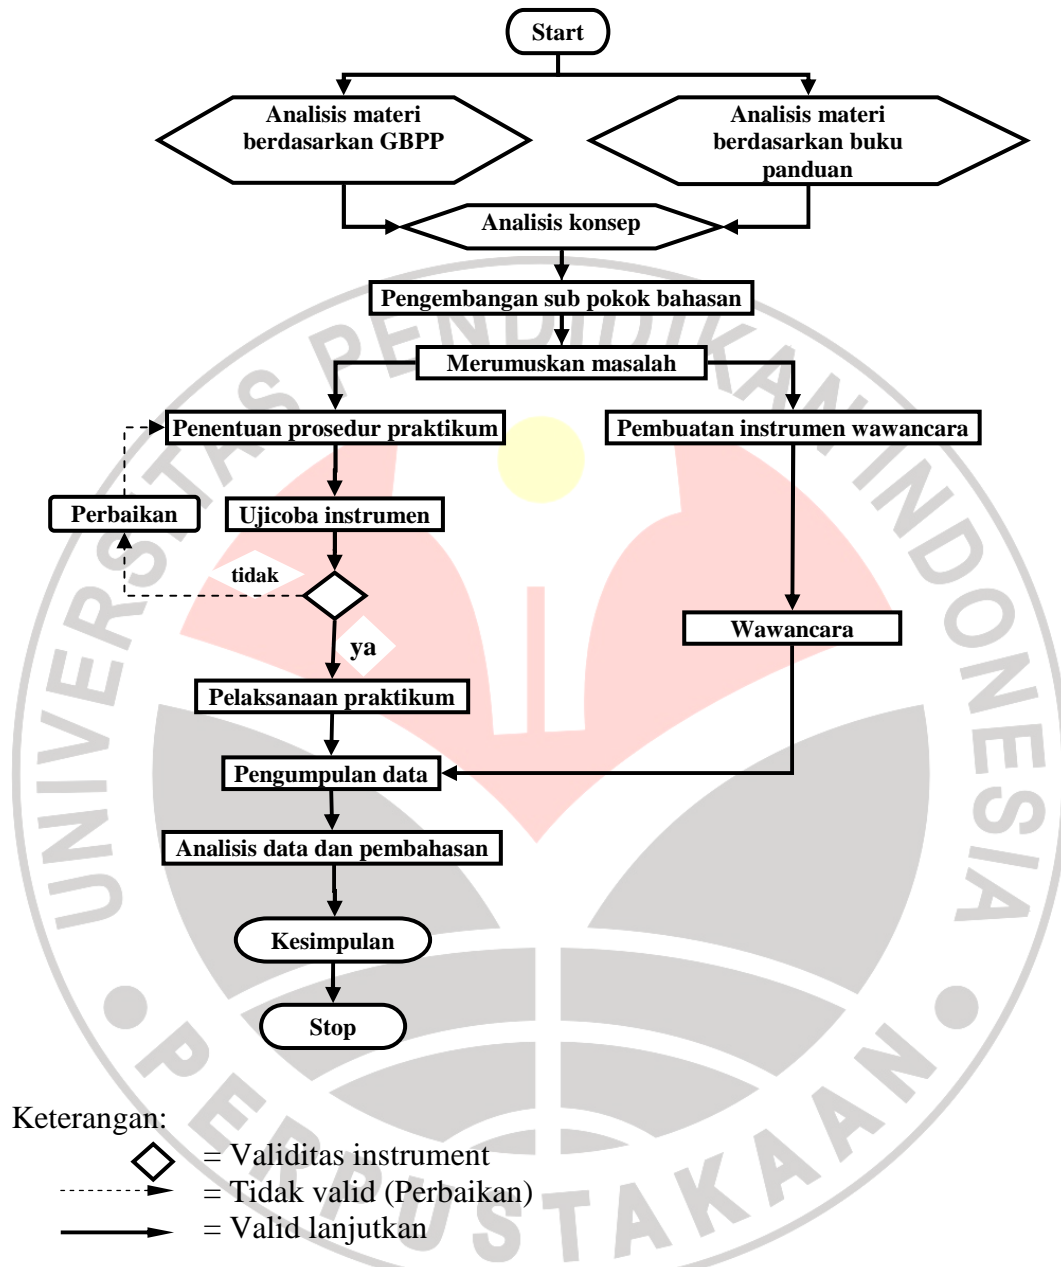 Start
Analisis materi
berdasarkan GBPP
Analisis materi
berdasarkan buku
panduan
Analisis konsep
Pengembangan sub pokok bahasan
Merumuskan masalah
Penentuan prosedur praktikum
Pembuatan instrumen wawancara
Perbaikan
Ujicoba instrumen
tidak
Wawancara
ya
Pelaksanaan praktikum
Pengumpulan data
Analisis data dan pembahasan
Kesimpulan
Stop
Keterangan:
= Validitas instrument
= Tidak valid (Perbaikan)
= Valid lanjutkan
UNIVERSITAS PENDIDIKAN INDONESIA
PERPUSTAKAAN